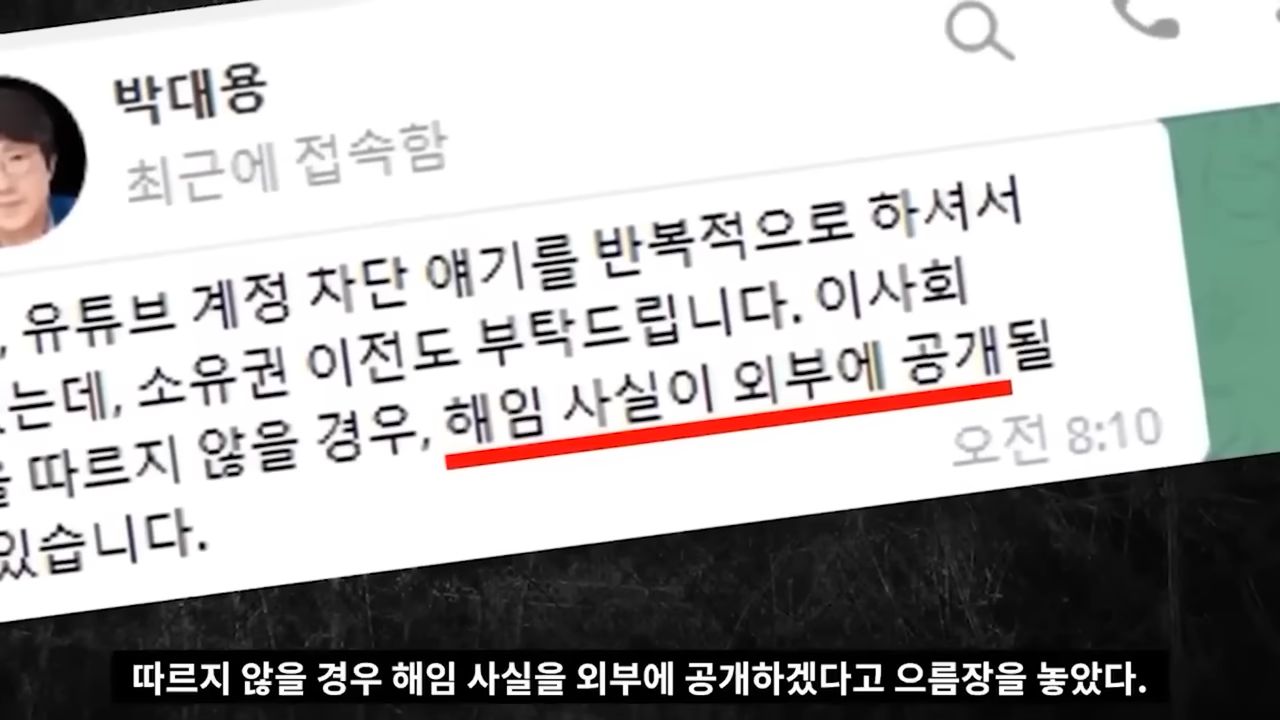 박대용
최근에 접속함
, 유튜브 계정 차단 얘기를 반복적으로 하셔서
는데, 소유권 이전도 부탁드립니다. 이사회
따르지 않을 경우, 해임 사실이 외부에 공개될
있습니다.
오전 8:10
따르지 않을 경우 해임 사실을 외부에 공개하겠다고 으름장을 놓았다.